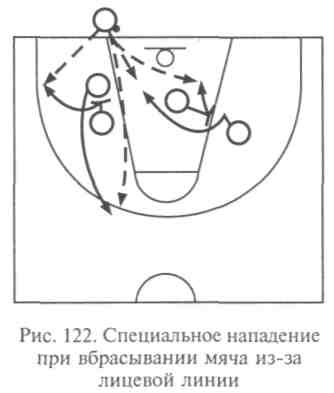 Рис. 122. Специальное нападение
при вбрасывании мяча из-за
лицевой линии